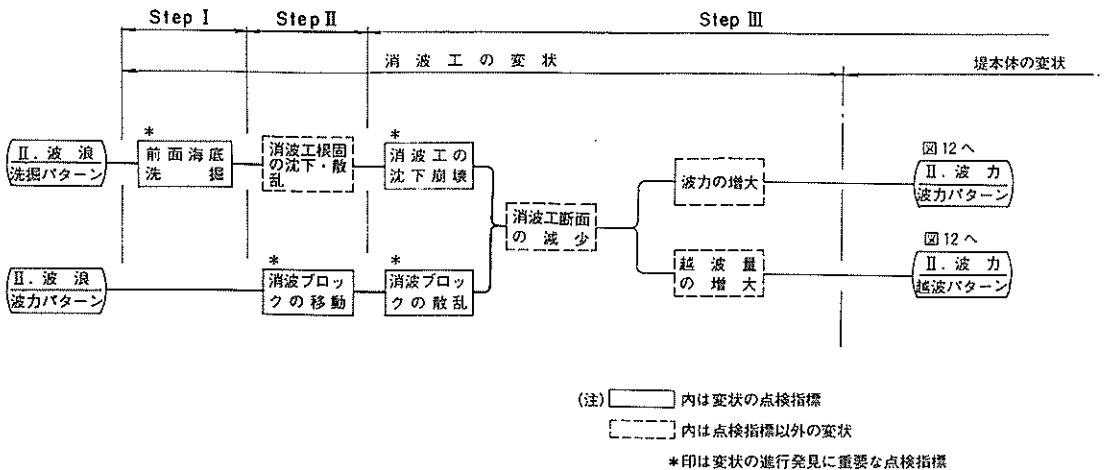 Step Ⅰ
Step Ⅱ
Step Ⅲ
消波工の変状
堤本体の変状
Ⅱ. 波浪
洗掘パターン
*
前面海底
洗掘
消波工根固
の沈下・散
乱
*
消波工の
沈下崩壊
消波工断面
の減少
波力の増大
図12へ
Ⅱ. 波力
波力パターン
越波量
の増大
図12へ
Ⅱ. 波力
越波パターン
Ⅱ. 波浪
波力パターン
*
消波ブロッ
クの移動
*
消波ブロッ
クの散乱
(注) 内は変状の点検指標
内は点検指標以外の変状
*印は変状の進行発見に重要な点検指標